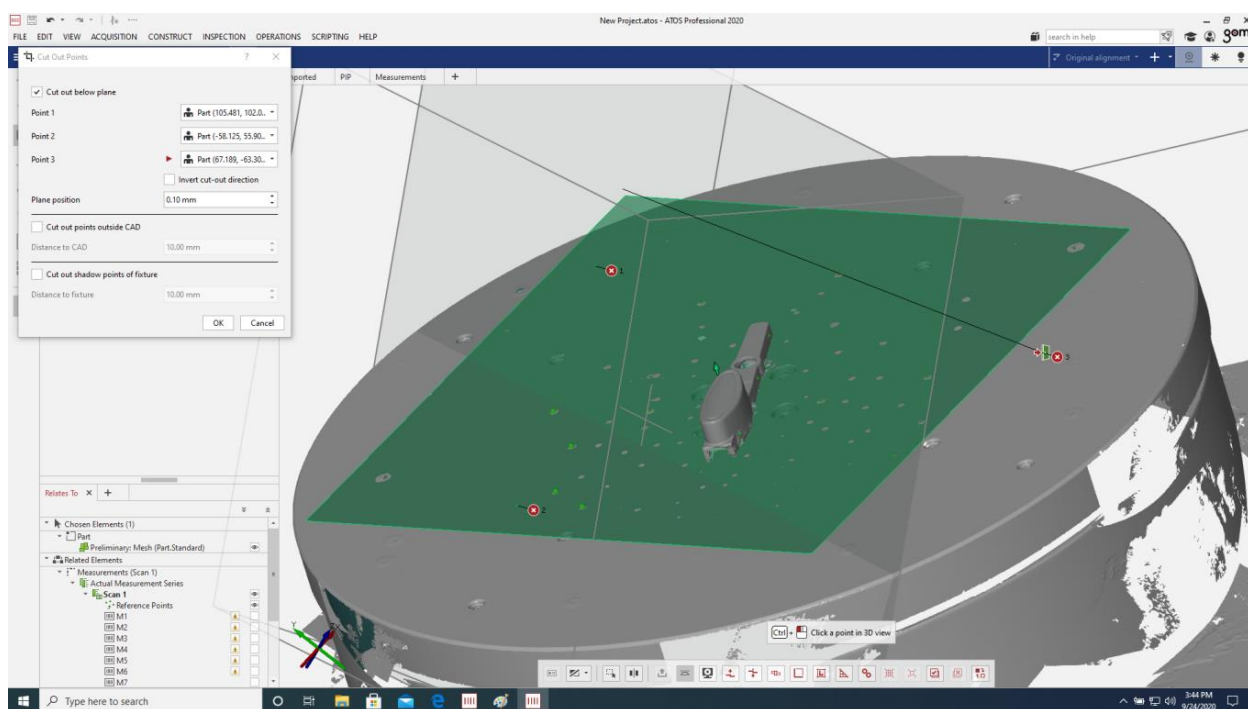 New Project.atos - ATOS Professional 2020
FILE EDIT VIEW ACQUISITION CONSTRUCT INSPECTION OPERATIONS SCRIPTING HELP
search in help
gom
Cut Out Points ? ×
Original alignment
PIP Measurements +
Cut out below plane
Point 1 Part (105.481, 102.0..
Point 2 Part (-58.125, 55.90..
Point 3 Part (67.189, -63.30..
Invert cut-out direction
Plane position 0.10 mm
Cut out points outside CAD
Distance to CAD 10.00 mm
Cut out shadow points of fixture
Distance to fixture 10.00 mm
OK Cancel
1
3
2
Relates To × +
Chosen Elements (1)
Part
Preliminary: Mesh (Part.Standard)
Related Elements
Measurements (Scan 1)
Actual Measurement Series
Scan 1
Reference Points
M1
M2
M3
M4
M5
M6
M7
Y
Ctrl + Click a point in 3D view
Type here to search
3:44 PM
9/24/2020